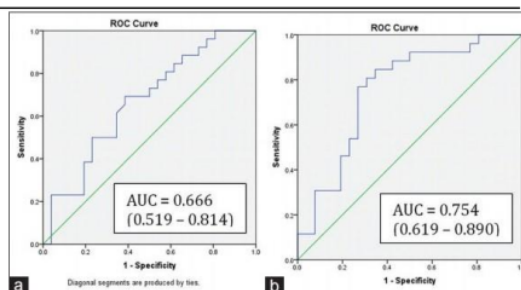 ROC Curve
1.0
0.8
0.6
0.4
0.2
0.0
Sensitivity
0.0
0.2
0.4
0.6
0.8
1.0
1 - Specificity
AUC = 0.666
(0.519 – 0.814)
Diagonal segments are produced by ties.
a
ROC Curve
1.0
0.8
0.6
0.4
0.2
0.0
Sensitivity
0.0
0.2
0.4
0.6
0.8
1.0
1 - Specificity
AUC = 0.754
(0.619 – 0.890)
b